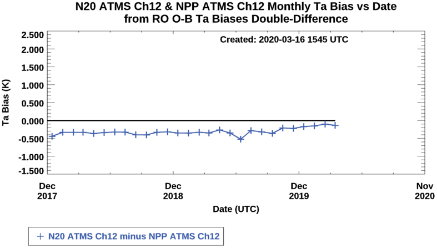 N20 ATMS Ch12 & NPP ATMS Ch12 Monthly Ta Bias vs Date
from RO O-B Ta Biases Double-Difference
Created: 2020-03-16 1545 UTC
2.500
2.000
1.500
1.000
0.500
0.000
-0.500
-1.000
-1.500
Ta Bias (K)
Dec Dec Dec Nov
2017 2018 2019 2020
Date (UTC)
N20 ATMS Ch12 minus NPP ATMS Ch12